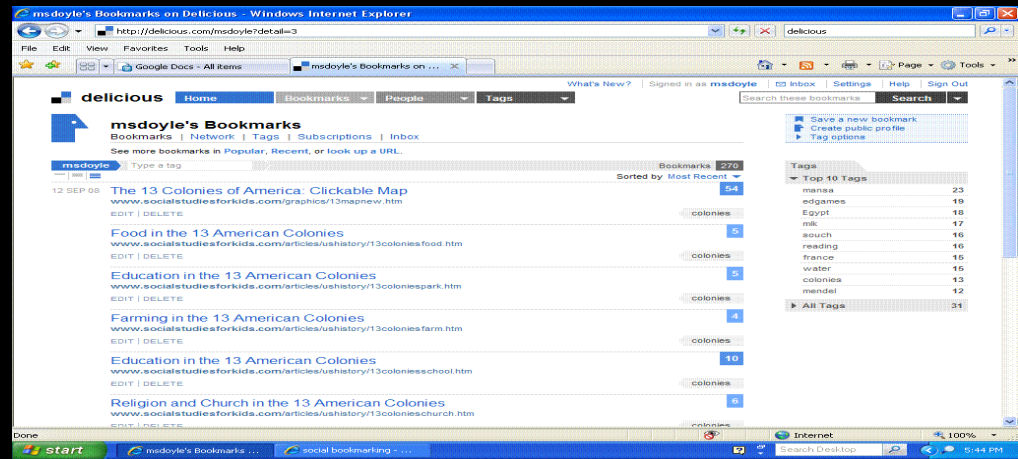 msdoyle's Bookmarks on Delicious - Windows Internet Explorer
http://delicious.com/msdoyle?detail=3
delicious
File Edit View Favorites Tools Help
Google Docs - All items
msdoyle's Bookmarks on ...
Page Tools
What's New? Signed in as msdoyle Inbox Settings Help Sign Out
delicious Home Bookmarks People Tags
Search these bookmarks Search
msdoyle's Bookmarks
Bookmarks | Network | Tags | Subscriptions | Inbox
See more bookmarks in Popular, Recent, or look up a URL.
Save a new bookmark
Create public profile
Tag options
msdoyle Type a tag
Bookmarks 270
Sorted by Most Recent
12 SEP 08 The 13 Colonies of America: Clickable Map 54
www.socialstudiesforkids.com/graphics/13mapnew.htm
EDIT | DELETE colonies
Food in the 13 American Colonies 5
www.socialstudiesforkids.com/articles/ushistory/13coloniesfood.htm
EDIT | DELETE colonies
Education in the 13 American Colonies 5
www.socialstudiesforkids.com/articles/ushistory/13coloniespark.htm
EDIT | DELETE colonies
Farming in the 13 American Colonies 4
www.socialstudiesforkids.com/articles/ushistory/13coloniesfarm.htm
EDIT | DELETE colonies
Education in the 13 American Colonies 10
www.socialstudiesforkids.com/articles/ushistory/13coloniesschool.htm
EDIT | DELETE colonies
Religion and Church in the 13 American Colonies 6
www.socialstudiesforkids.com/articles/ushistory/13colonieschurch.htm
EDIT | DELETE colonies
Tags
Top 10 Tags
mansa 23
edgames 19
Egypt 18
mlk 17
souch 16
reading 16
france 15
water 15
colonies 13
mendel 12
All Tags 31
Done Internet 100%
start msdoyle's Bookmarks ... social bookmarking - ... Search Desktop 5:44 PM